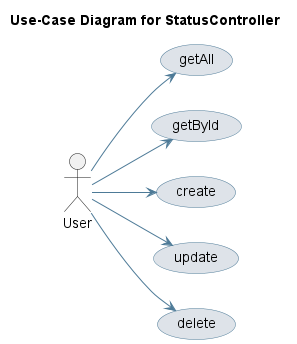 Use-Case Diagram for StatusController
getAll
getById
create
User
update
delete